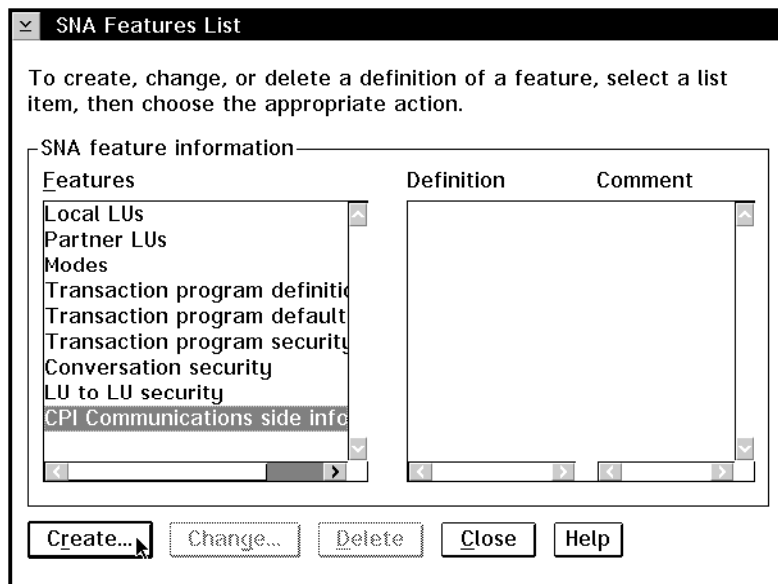 SNA Features List
To create, change, or delete a definition of a feature, select a list
item, then choose the appropriate action.
SNA feature information
Features
Definition
Comment
Local LUs
Partner LUs
Modes
Transaction program definitio
Transaction program default
Transaction program security
Conversation security
LU to LU security
CPI Communications side info
Create...
Change...
Delete
Close
Help